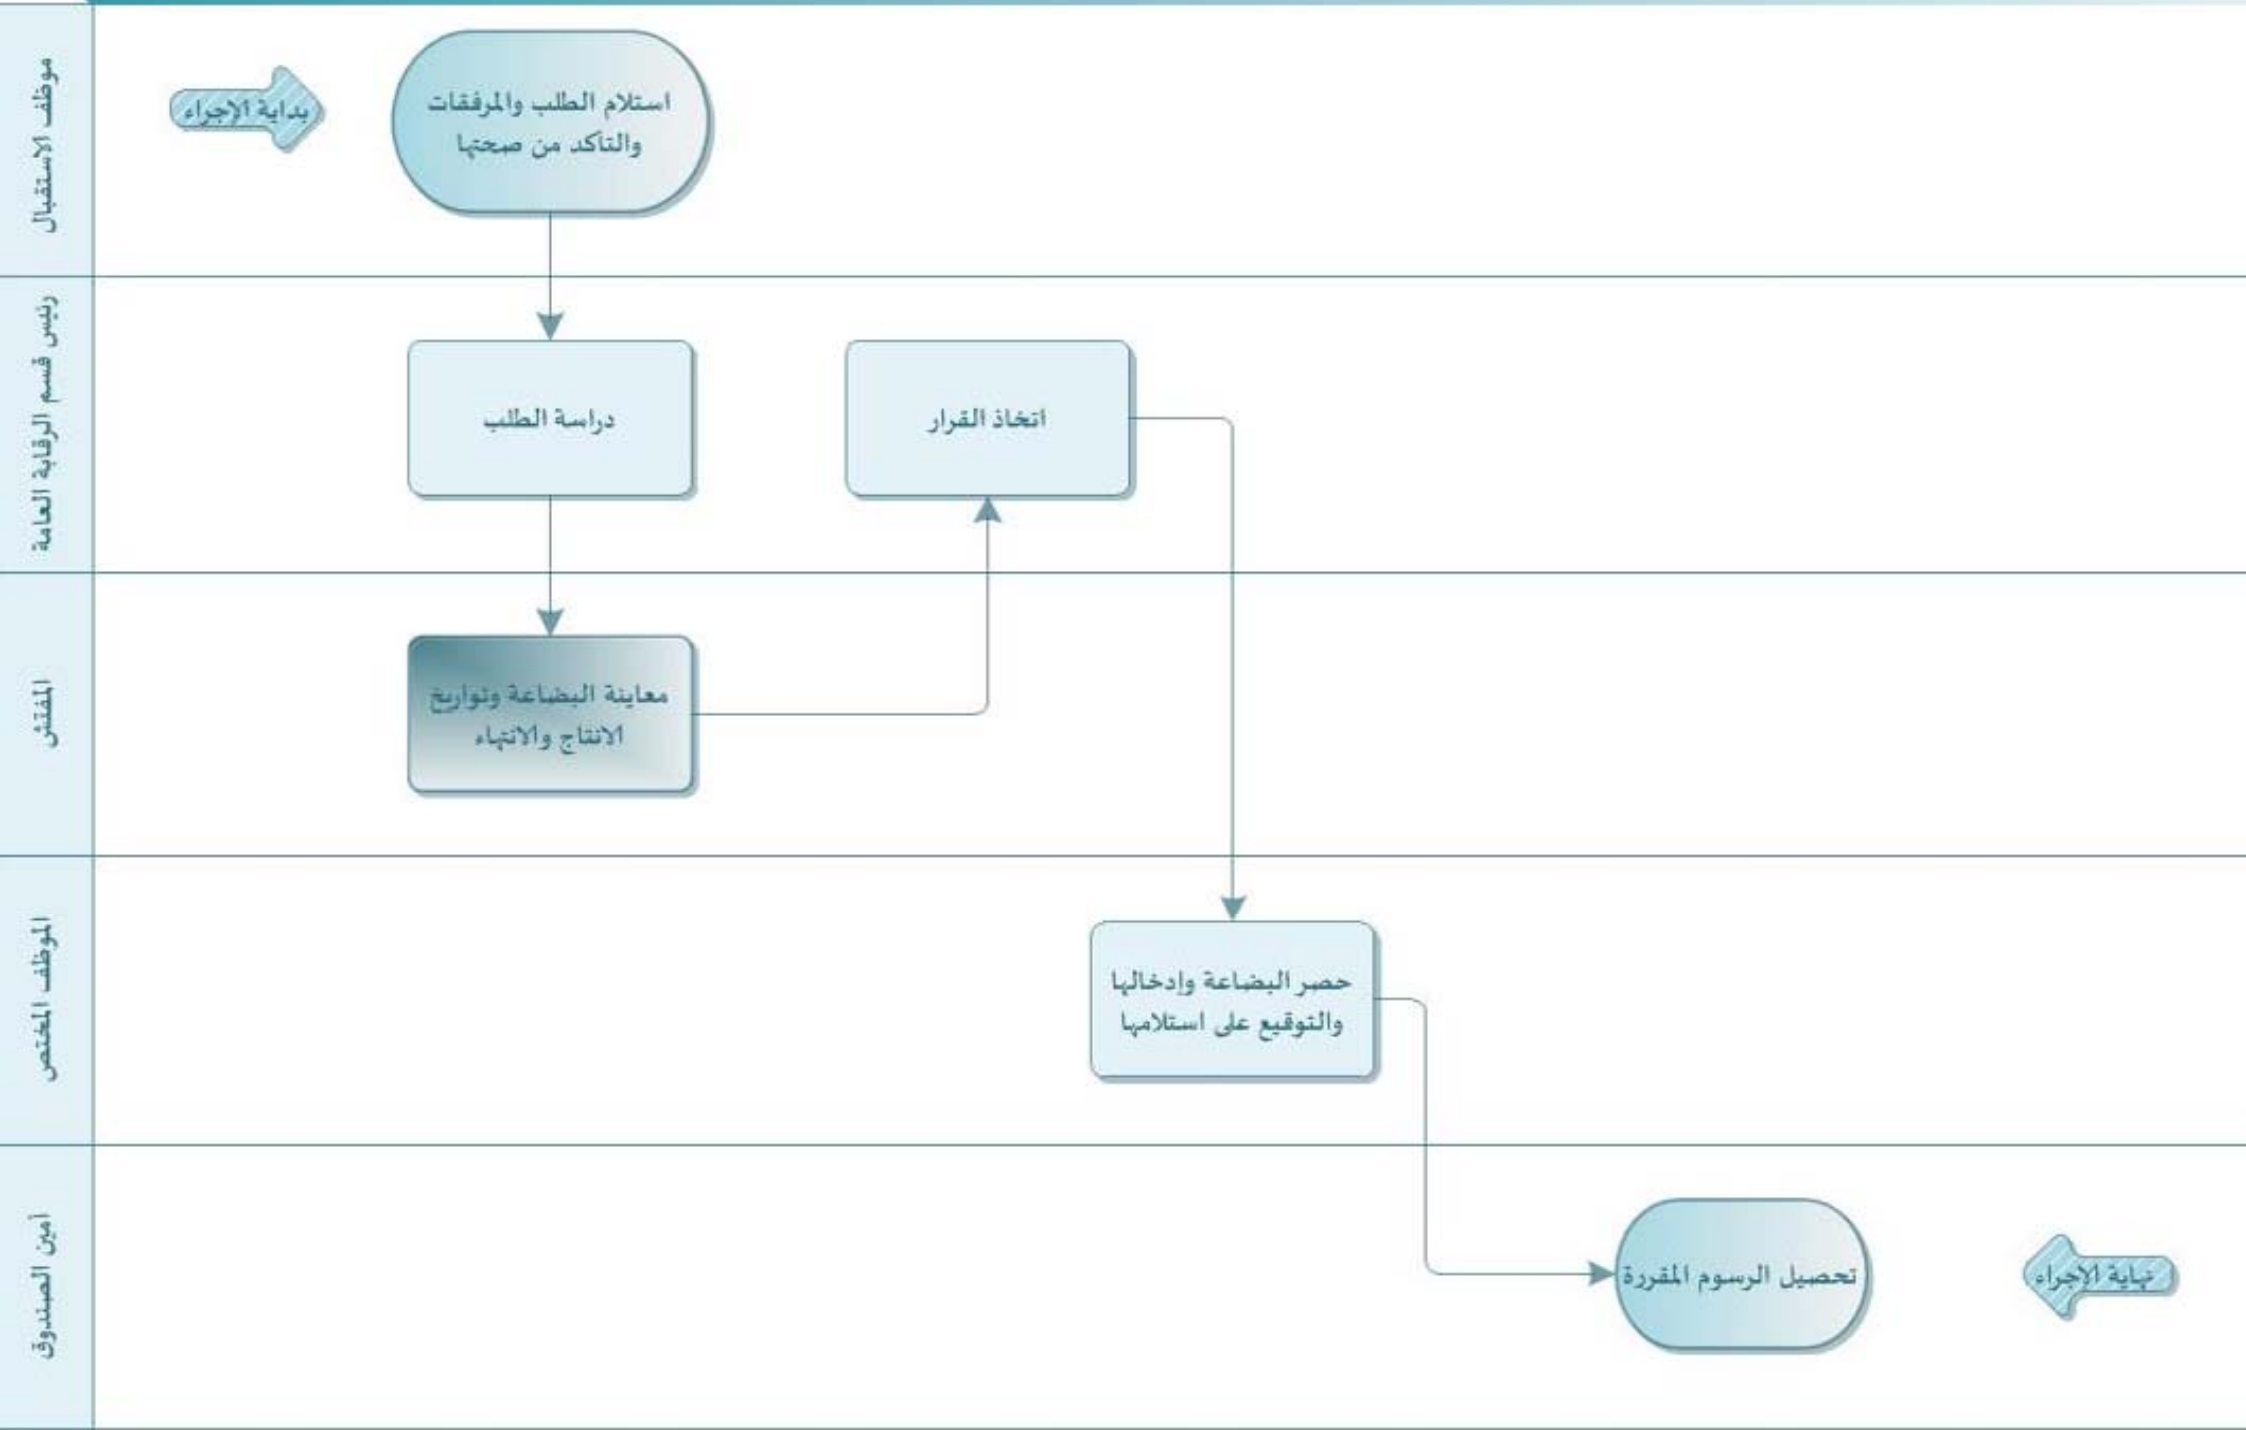 موظف الاستقبال
بداية الإجراء
استلام الطلب والمرفقات
والتأكد من صحتها
رئيس قسم الرقابة العامة
دراسة الطلب
اتخاذ القرار
المفتش
معاينة البضاعة وتواريخ
الانتاج والانتهاء
الموظف المختص
حصر البضاعة وإدخالها
والتوقيع على استلامها
أمين الصندوق
تحصيل الرسوم المقررة
نهاية الإجراء